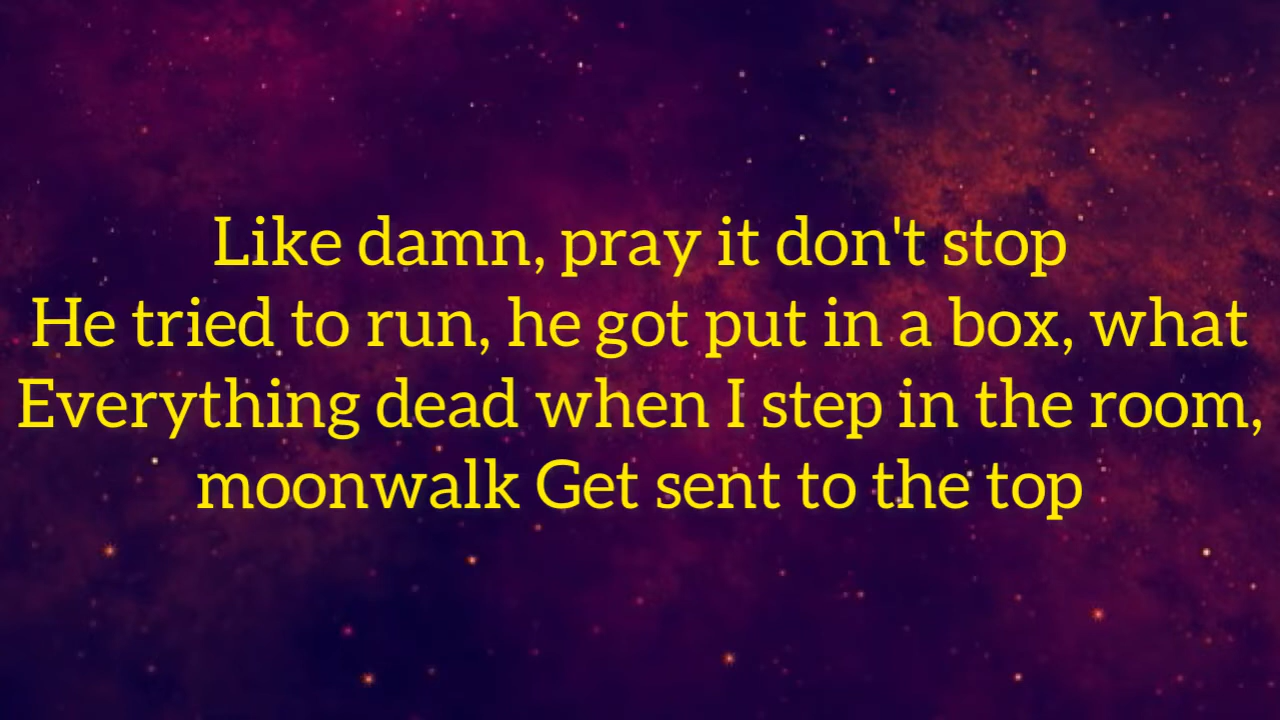 Like damn, pray it don't stop
He tried to run, he got put in a box, what
Everything dead when I step in the room,
moonwalk Get sent to the top